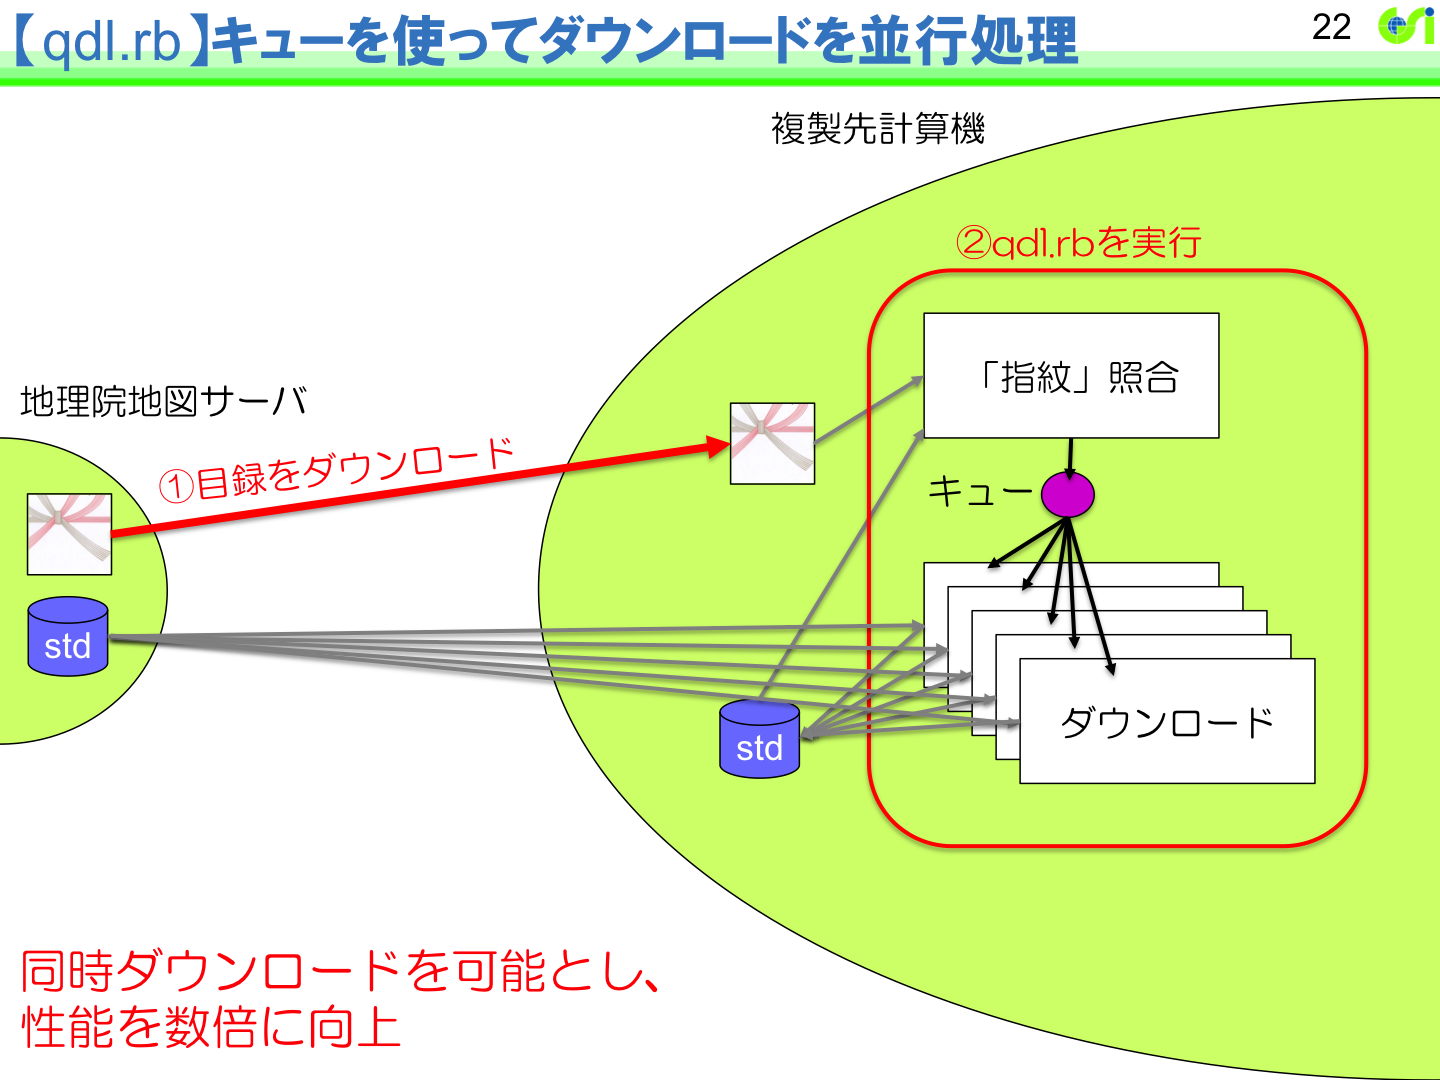 【qdl.rb】キューを使ってダウンロードを並行処理
22
複製先計算機
②qdl.rbを実行
「指紋」照合
地理院地図サーバ
①目録をダウンロード
キュー
std
std
ダウンロード
同時ダウンロードを可能とし、
性能を数倍に向上